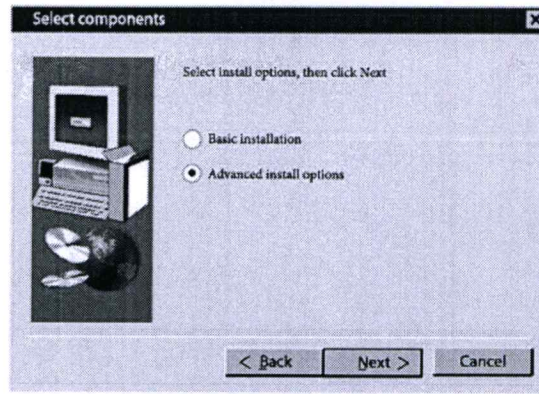 Select components
Select install options, then click Next
Basic installation
Advanced install options
< Back
Next >
Cancel